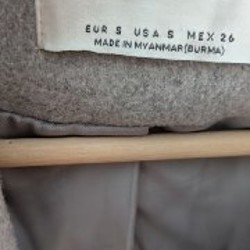 EUR S USA S MEX 26
MADE IN MYANMAR(BURMA)